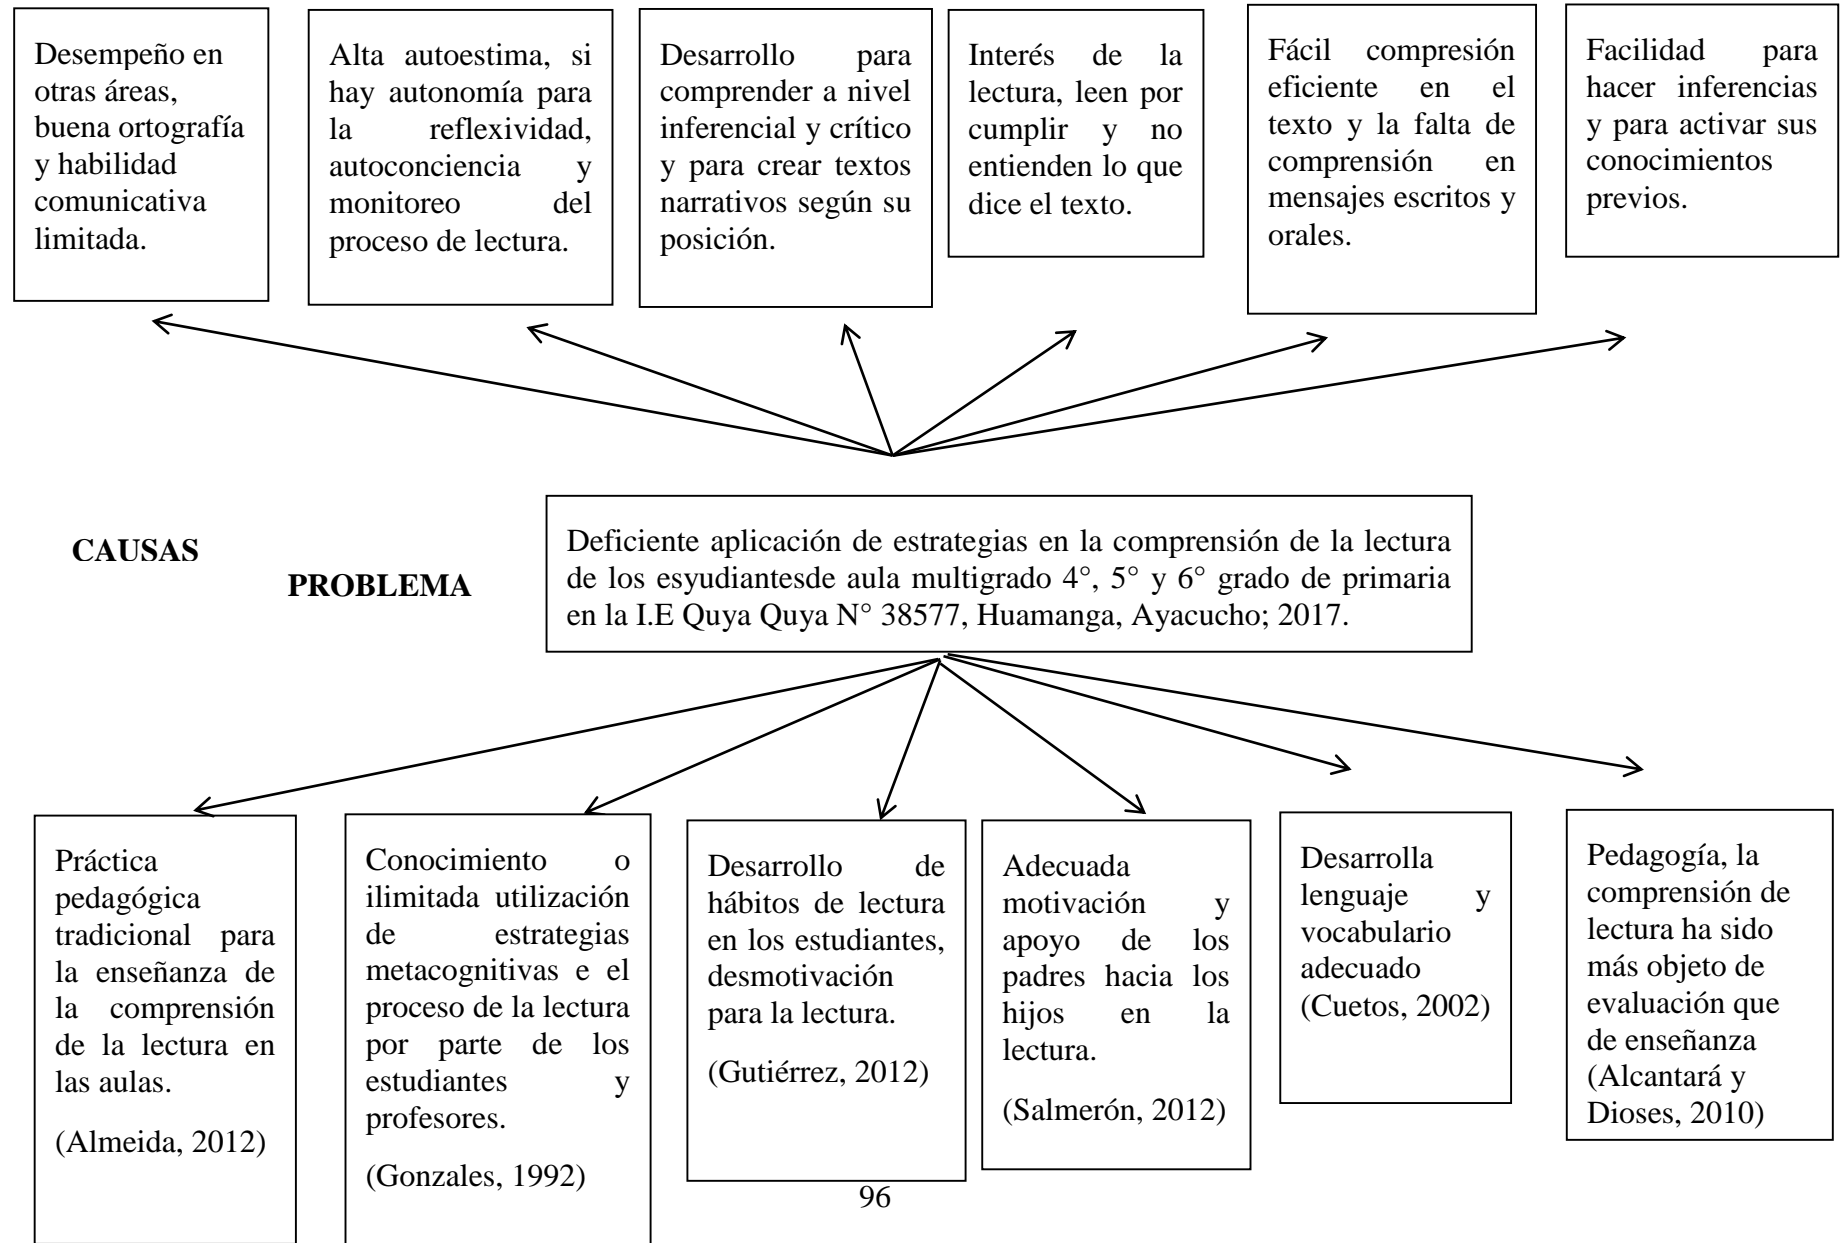 Desempeño en
otras áreas,
buena ortografía
y habilidad
comunicativa
limitada.
Alta autoestima, si
hay autonomía para
la reflexividad,
autoconciencia y
monitoreo del
proceso de lectura.
Desarrollo para
comprender a nivel
inferencial y crítico
y para crear textos
narrativos según su
posición.
Interés de la
lectura, leen por
cumplir y no
entienden lo que
dice el texto.
Fácil compresión
eficiente en el
texto y la falta de
comprensión en
mensajes escritos y
orales.
Facilidad para
hacer inferencias
y para activar sus
conocimientos
previos.
CAUSAS
PROBLEMA
Deficiente aplicación de estrategias en la comprensión de la lectura
de los esyudiantesde aula multigrado 4°, 5° y 6° grado de primaria
en la I.E Quya Quya N° 38577, Huamanga, Ayacucho; 2017.
Práctica
pedagógica
tradicional para
la enseñanza de
la comprensión
de la lectura en
las aulas.
(Almeida, 2012)
Conocimiento o
ilimitada utilización
de estrategias
metacognitivas e el
proceso de la lectura
por parte de los
estudiantes y
profesores.
(Gonzales, 1992)
Desarrollo de
hábitos de lectura
en los estudiantes,
desmotivación
para la lectura.
(Gutiérrez, 2012)
Adecuada
motivación y
apoyo de los
padres hacia los
hijos en la
lectura.
(Salmerón, 2012)
Desarrolla
lenguaje y
vocabulario
adecuado
(Cuetos, 2002)
Pedagogía, la
comprensión de
lectura ha sido
más objeto de
evaluación que
de enseñanza
(Alcantará y
Dioses, 2010)
96